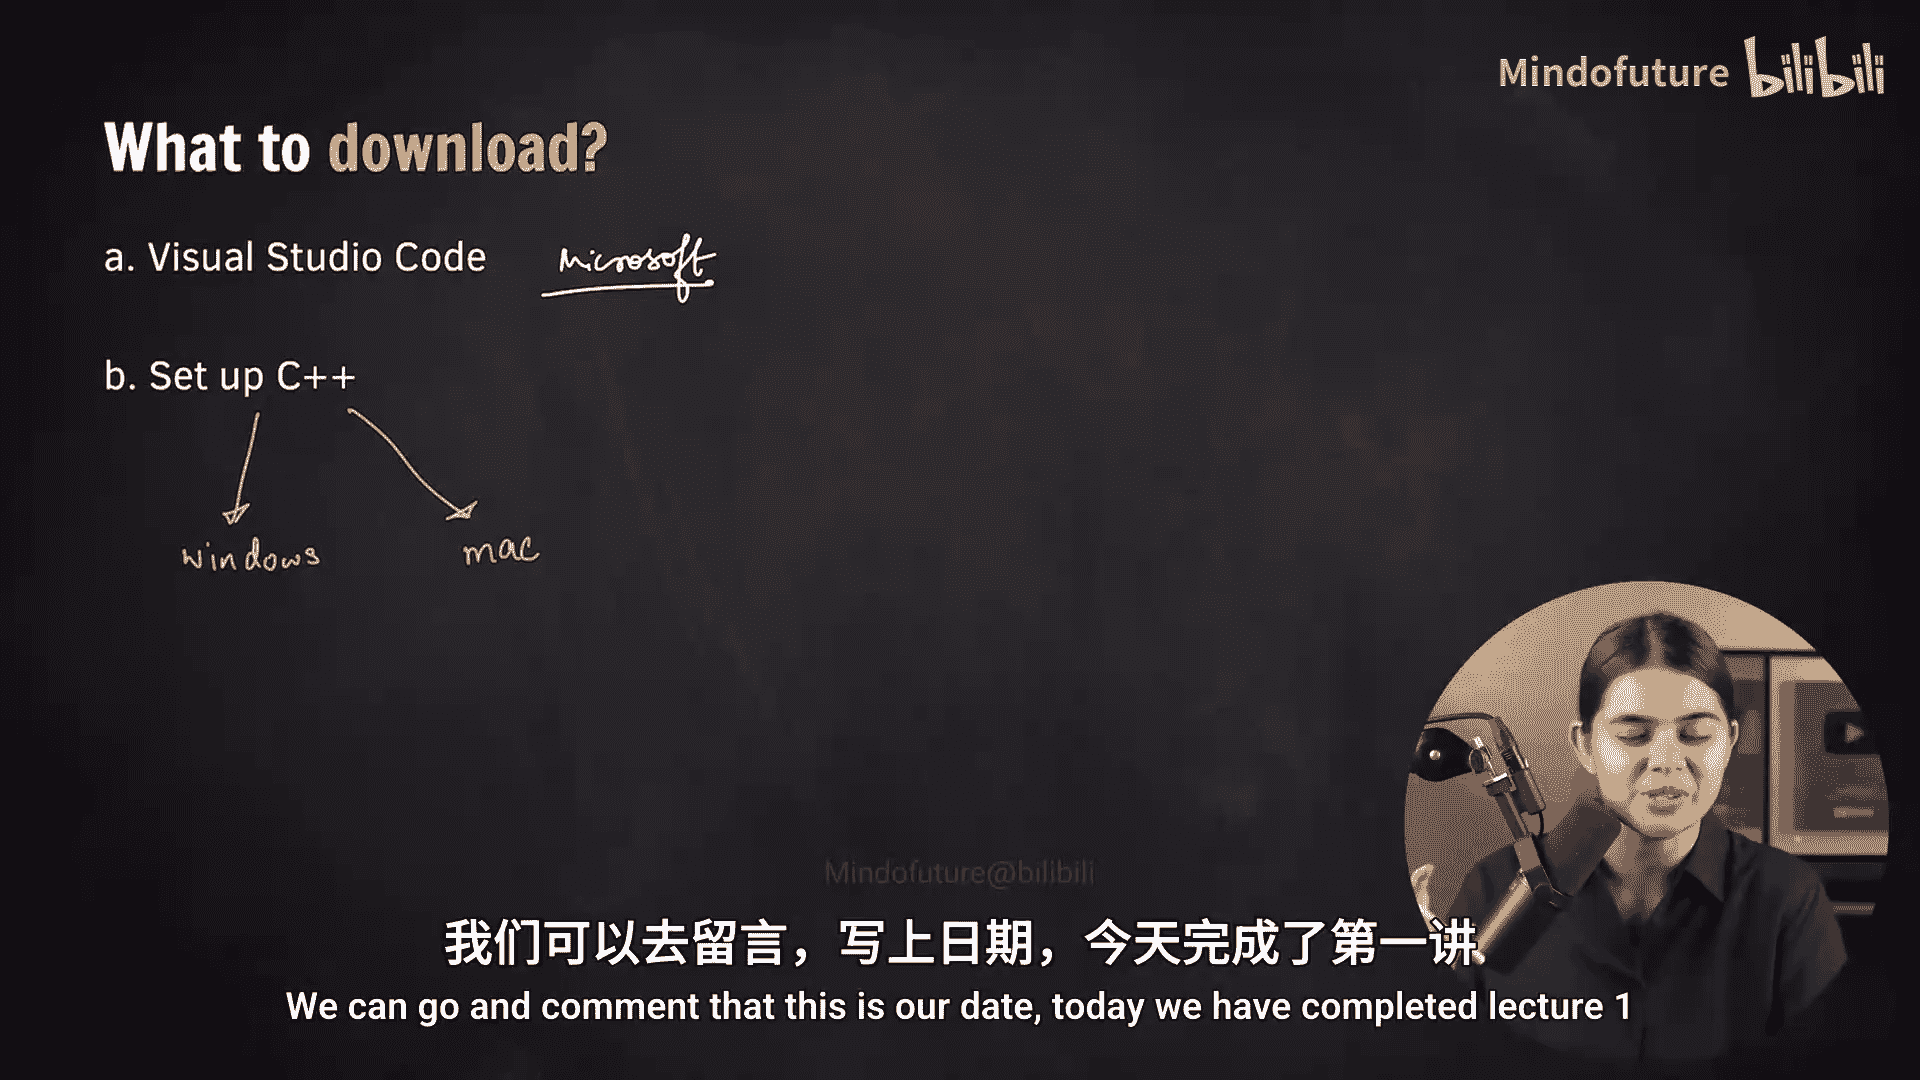 Mindofuture bilibili
What to download?
a. Visual Studio Code Microsoft
b. Set up C++
windows mac
Mindofuture@bilibili
我们可以去留言，写上日期，今天完成了第一讲
We can go and comment that this is our date, today we have completed lecture 1